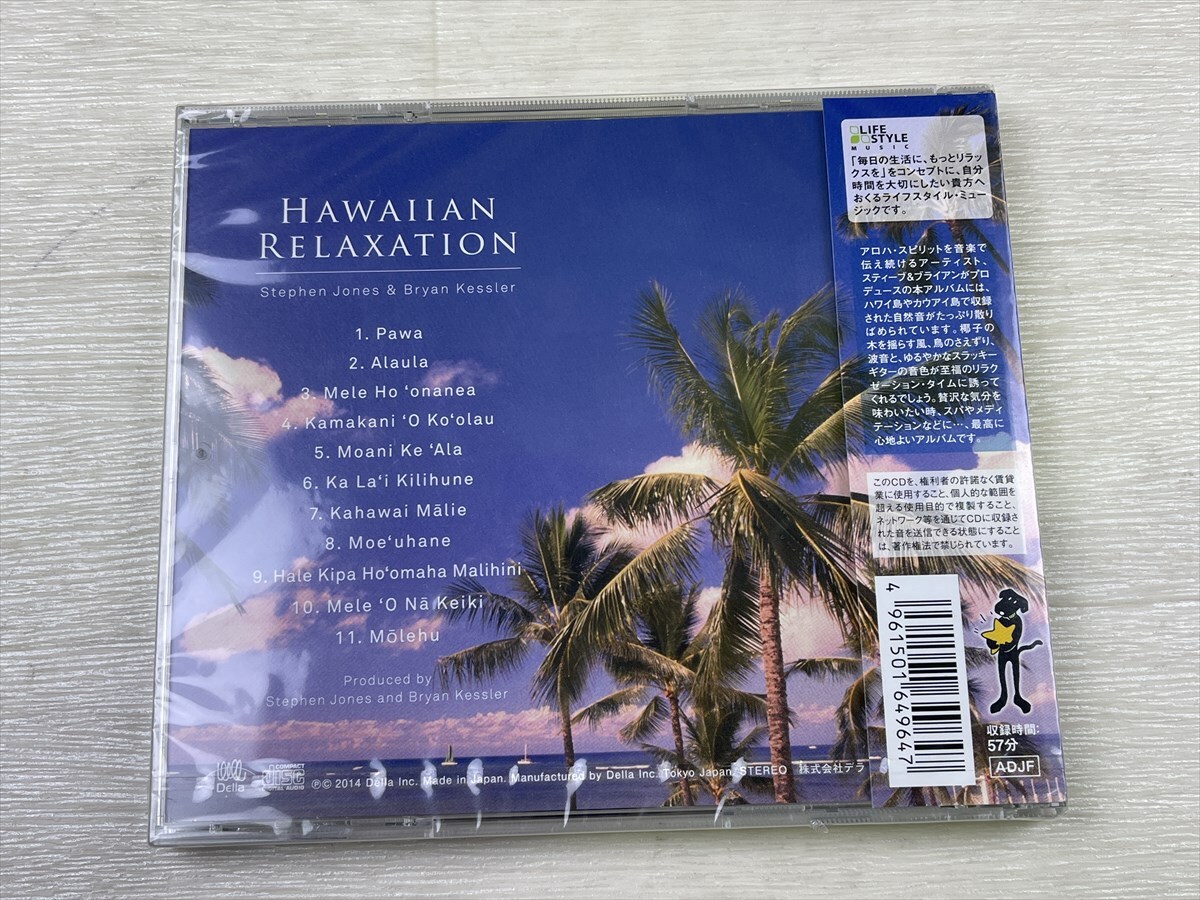 HAWAIIAN
RELAXATION
Stephen Jones & Bryan Kessler
1. Pawa
2. Alaula
3. Mele Ho ‘onanea
4. Kamakani ‘O Ko‘olau
5. Moani Ke ‘Ala
6. Ka La‘i Kilihune
7. Kahawai Mālie
8. Moe‘uhane
9. Hale Kipa Ho‘omaha Malihini
10. Mele ‘O Nā Keiki
11. Mōlehu
Produced by
Stephen Jones and Bryan Kessler
Della
COMPACT
DISC
DIGITAL AUDIO
℗© 2014 Della Inc. Made in Japan. Manufactured by Della Inc. Tokyo Japan. STEREO 株式会社デラ
LIFE
STYLE
MUSIC
「毎日の生活に、もっとリラッ
クスを」をコンセプトに、自分
時間を大切にしたい貴方へ
おくるライフスタイル・ミュー
ジックです。
アロハ・スピリットを音楽で
伝え続けるアーティスト、
スティーブ&ブライアンがプロ
デュースの本アルバムには、
ハワイ島やカウアイ島で収録
された自然音がたっぷり散り
ばめられています。椰子の
木を揺らす風、鳥のさえずり、
波音と、ゆるやかなスラッキー
ギターの音色が至福のリラク
ゼーション・タイムに誘って
くれるでしょう。贅沢な気分を
味わいたい時、スパやメディ
テーションなどに…、最高に
心地よいアルバムです。
このCDを、権利者の許諾なく賃貸
業に使用すること、個人的な範囲を
超える使用目的で複製すること、
ネットワーク等を通じてCDに収録され
た音を送信できる状態にすること
は、著作権法で禁じられています。
4 961501 649647
収録時間:
57分
ADJF